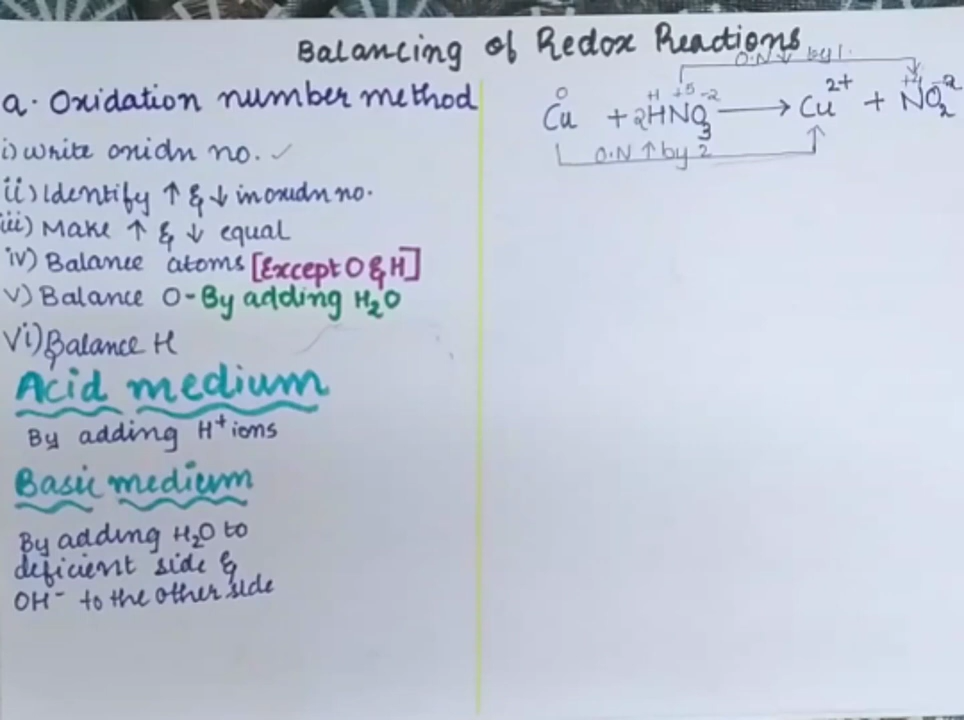 Balancing of Redox Reactions
a. Oxidation number method
i) Write oxidn no. ✓
ii) Identify ↑ & ↓ in oxidn no.
iii) Make ↑ & ↓ equal
iv) Balance atoms [Except O & H]
v) Balance O - By adding H₂O
vi) Balance H
Acid medium
By adding H⁺ ions
Basic medium
By adding H₂O to
deficient side &
OH⁻ to the other side
O.N ↓ by 1.
0 +5 -2 +4 -2
Cu + 2HNO₃ ⟶ Cu²⁺ + NO₂
O.N ↑ by 2